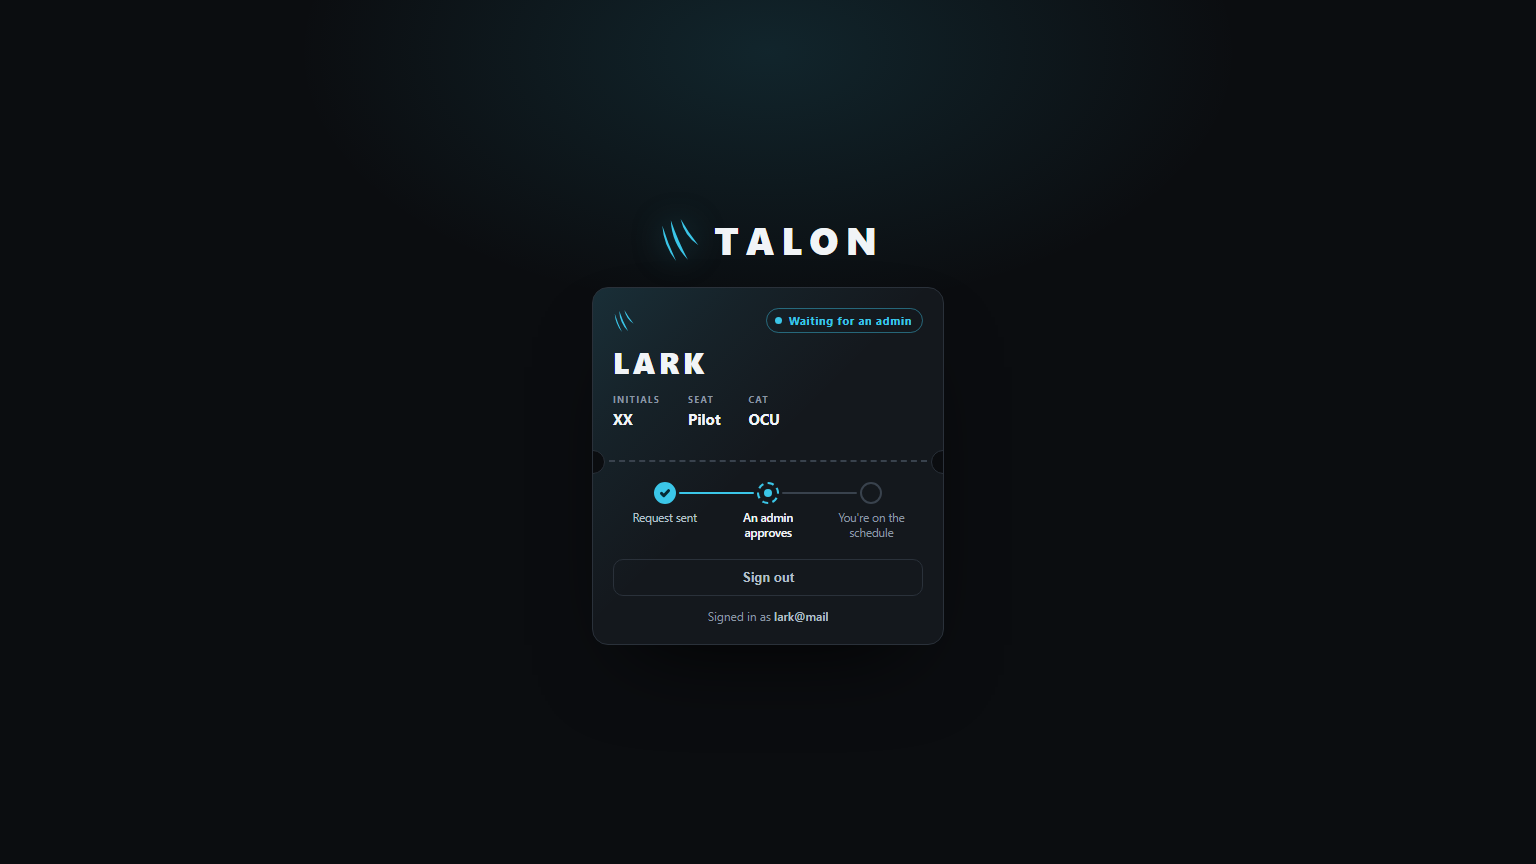 TALON
Waiting for an admin
LARK
INITIALS SEAT CAT
XX Pilot OCU
Request sent
An admin approves
You're on the schedule
Sign out
Signed in as lark@mail